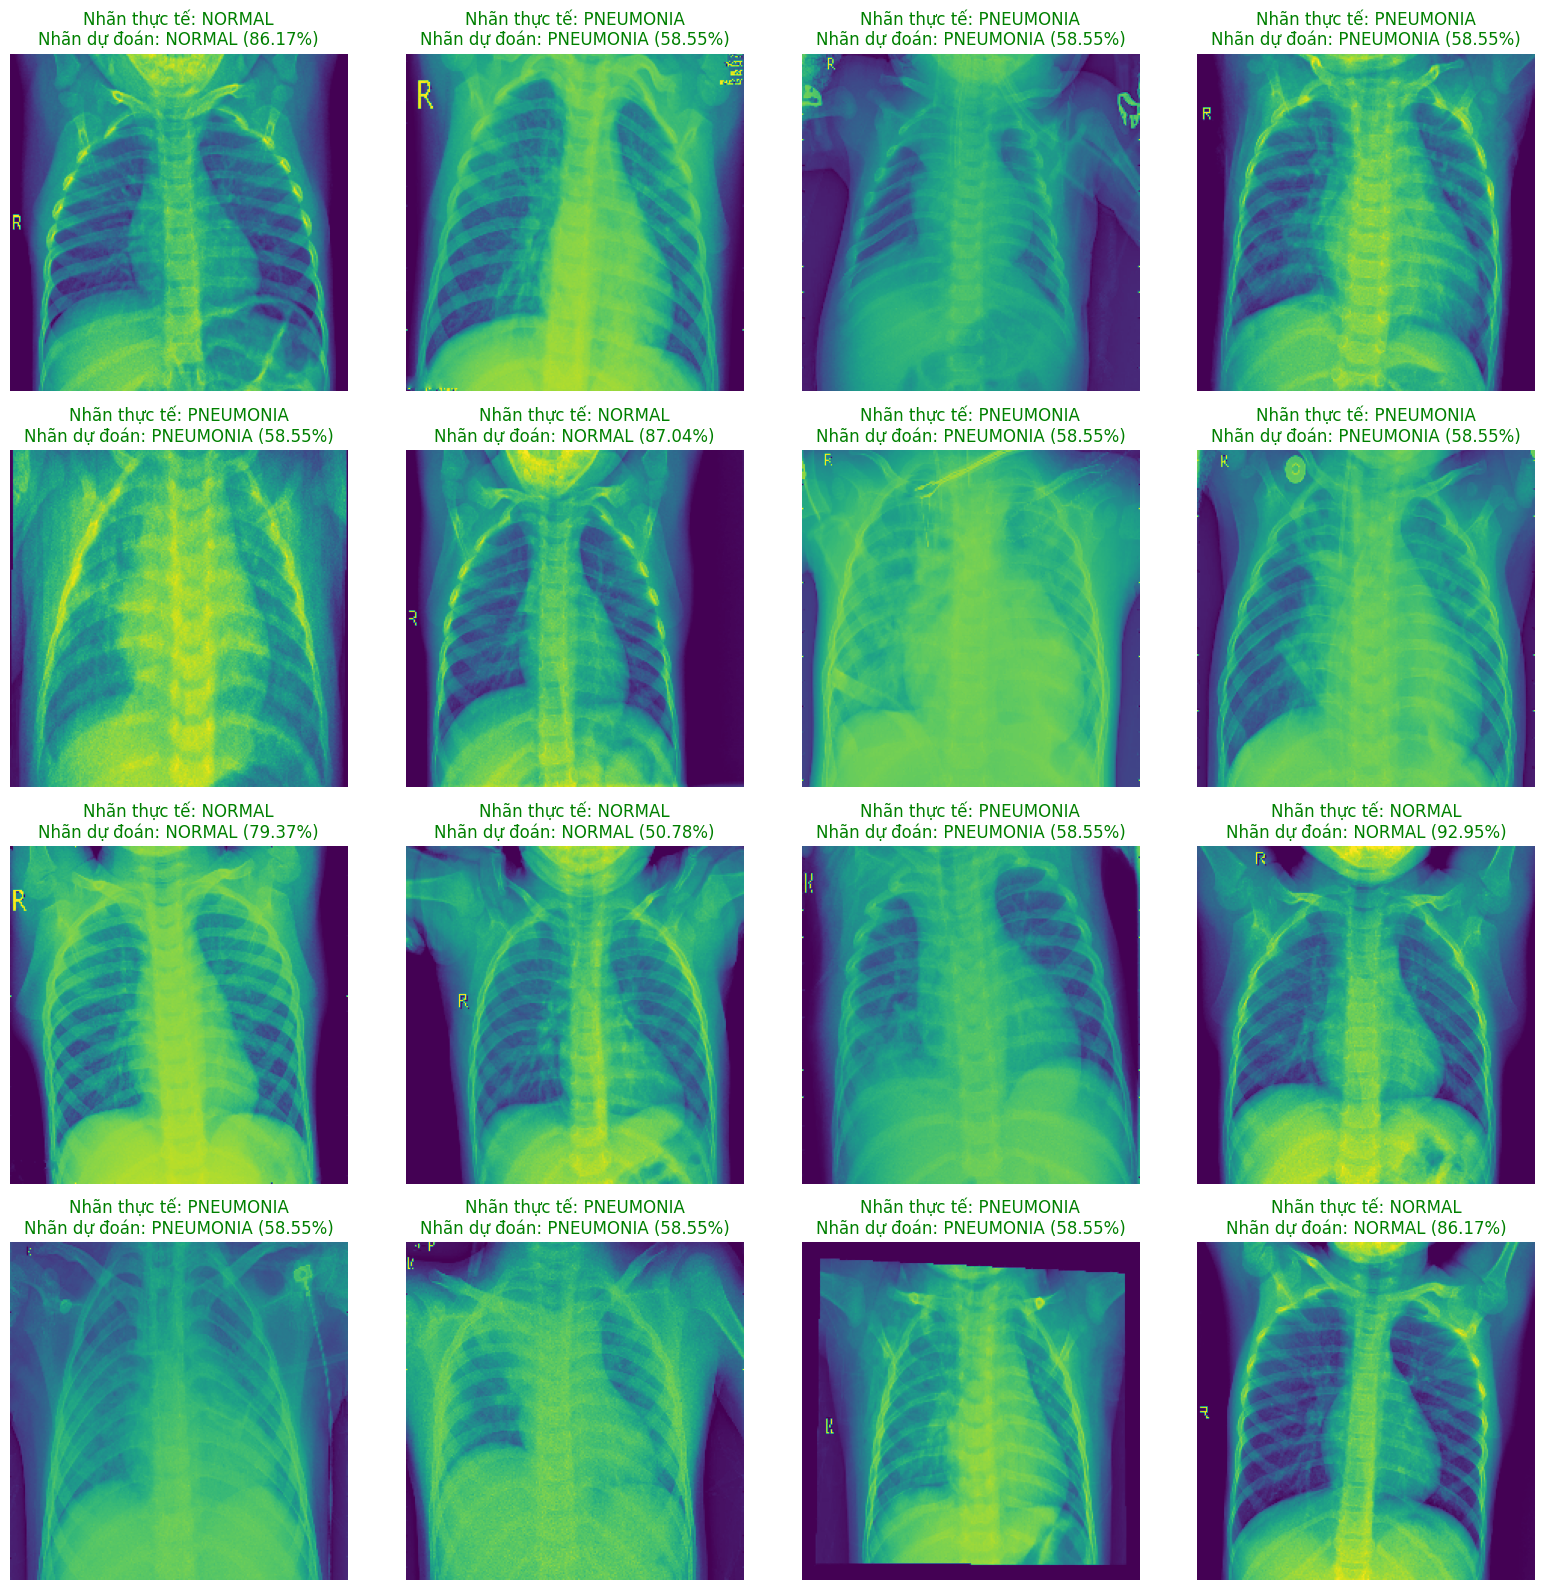 Nhãn thực tế: NORMAL
Nhãn dự đoán: NORMAL (86.17%)
R
Nhãn thực tế: PNEUMONIA
Nhãn dự đoán: PNEUMONIA (58.55%)
R
Nhãn thực tế: PNEUMONIA
Nhãn dự đoán: PNEUMONIA (58.55%)
R
Nhãn thực tế: PNEUMONIA
Nhãn dự đoán: PNEUMONIA (58.55%)
R
Nhãn thực tế: PNEUMONIA
Nhãn dự đoán: PNEUMONIA (58.55%)
Nhãn thực tế: NORMAL
Nhãn dự đoán: NORMAL (87.04%)
R
Nhãn thực tế: PNEUMONIA
Nhãn dự đoán: PNEUMONIA (58.55%)
R
Nhãn thực tế: PNEUMONIA
Nhãn dự đoán: PNEUMONIA (58.55%)
Nhãn thực tế: NORMAL
Nhãn dự đoán: NORMAL (79.37%)
R
Nhãn thực tế: NORMAL
Nhãn dự đoán: NORMAL (50.78%)
R
Nhãn thực tế: PNEUMONIA
Nhãn dự đoán: PNEUMONIA (58.55%)
Nhãn thực tế: NORMAL
Nhãn dự đoán: NORMAL (92.95%)
R
Nhãn thực tế: PNEUMONIA
Nhãn dự đoán: PNEUMONIA (58.55%)
Nhãn thực tế: PNEUMONIA
Nhãn dự đoán: PNEUMONIA (58.55%)
Nhãn thực tế: PNEUMONIA
Nhãn dự đoán: PNEUMONIA (58.55%)
Nhãn thực tế: NORMAL
Nhãn dự đoán: NORMAL (86.17%)
R